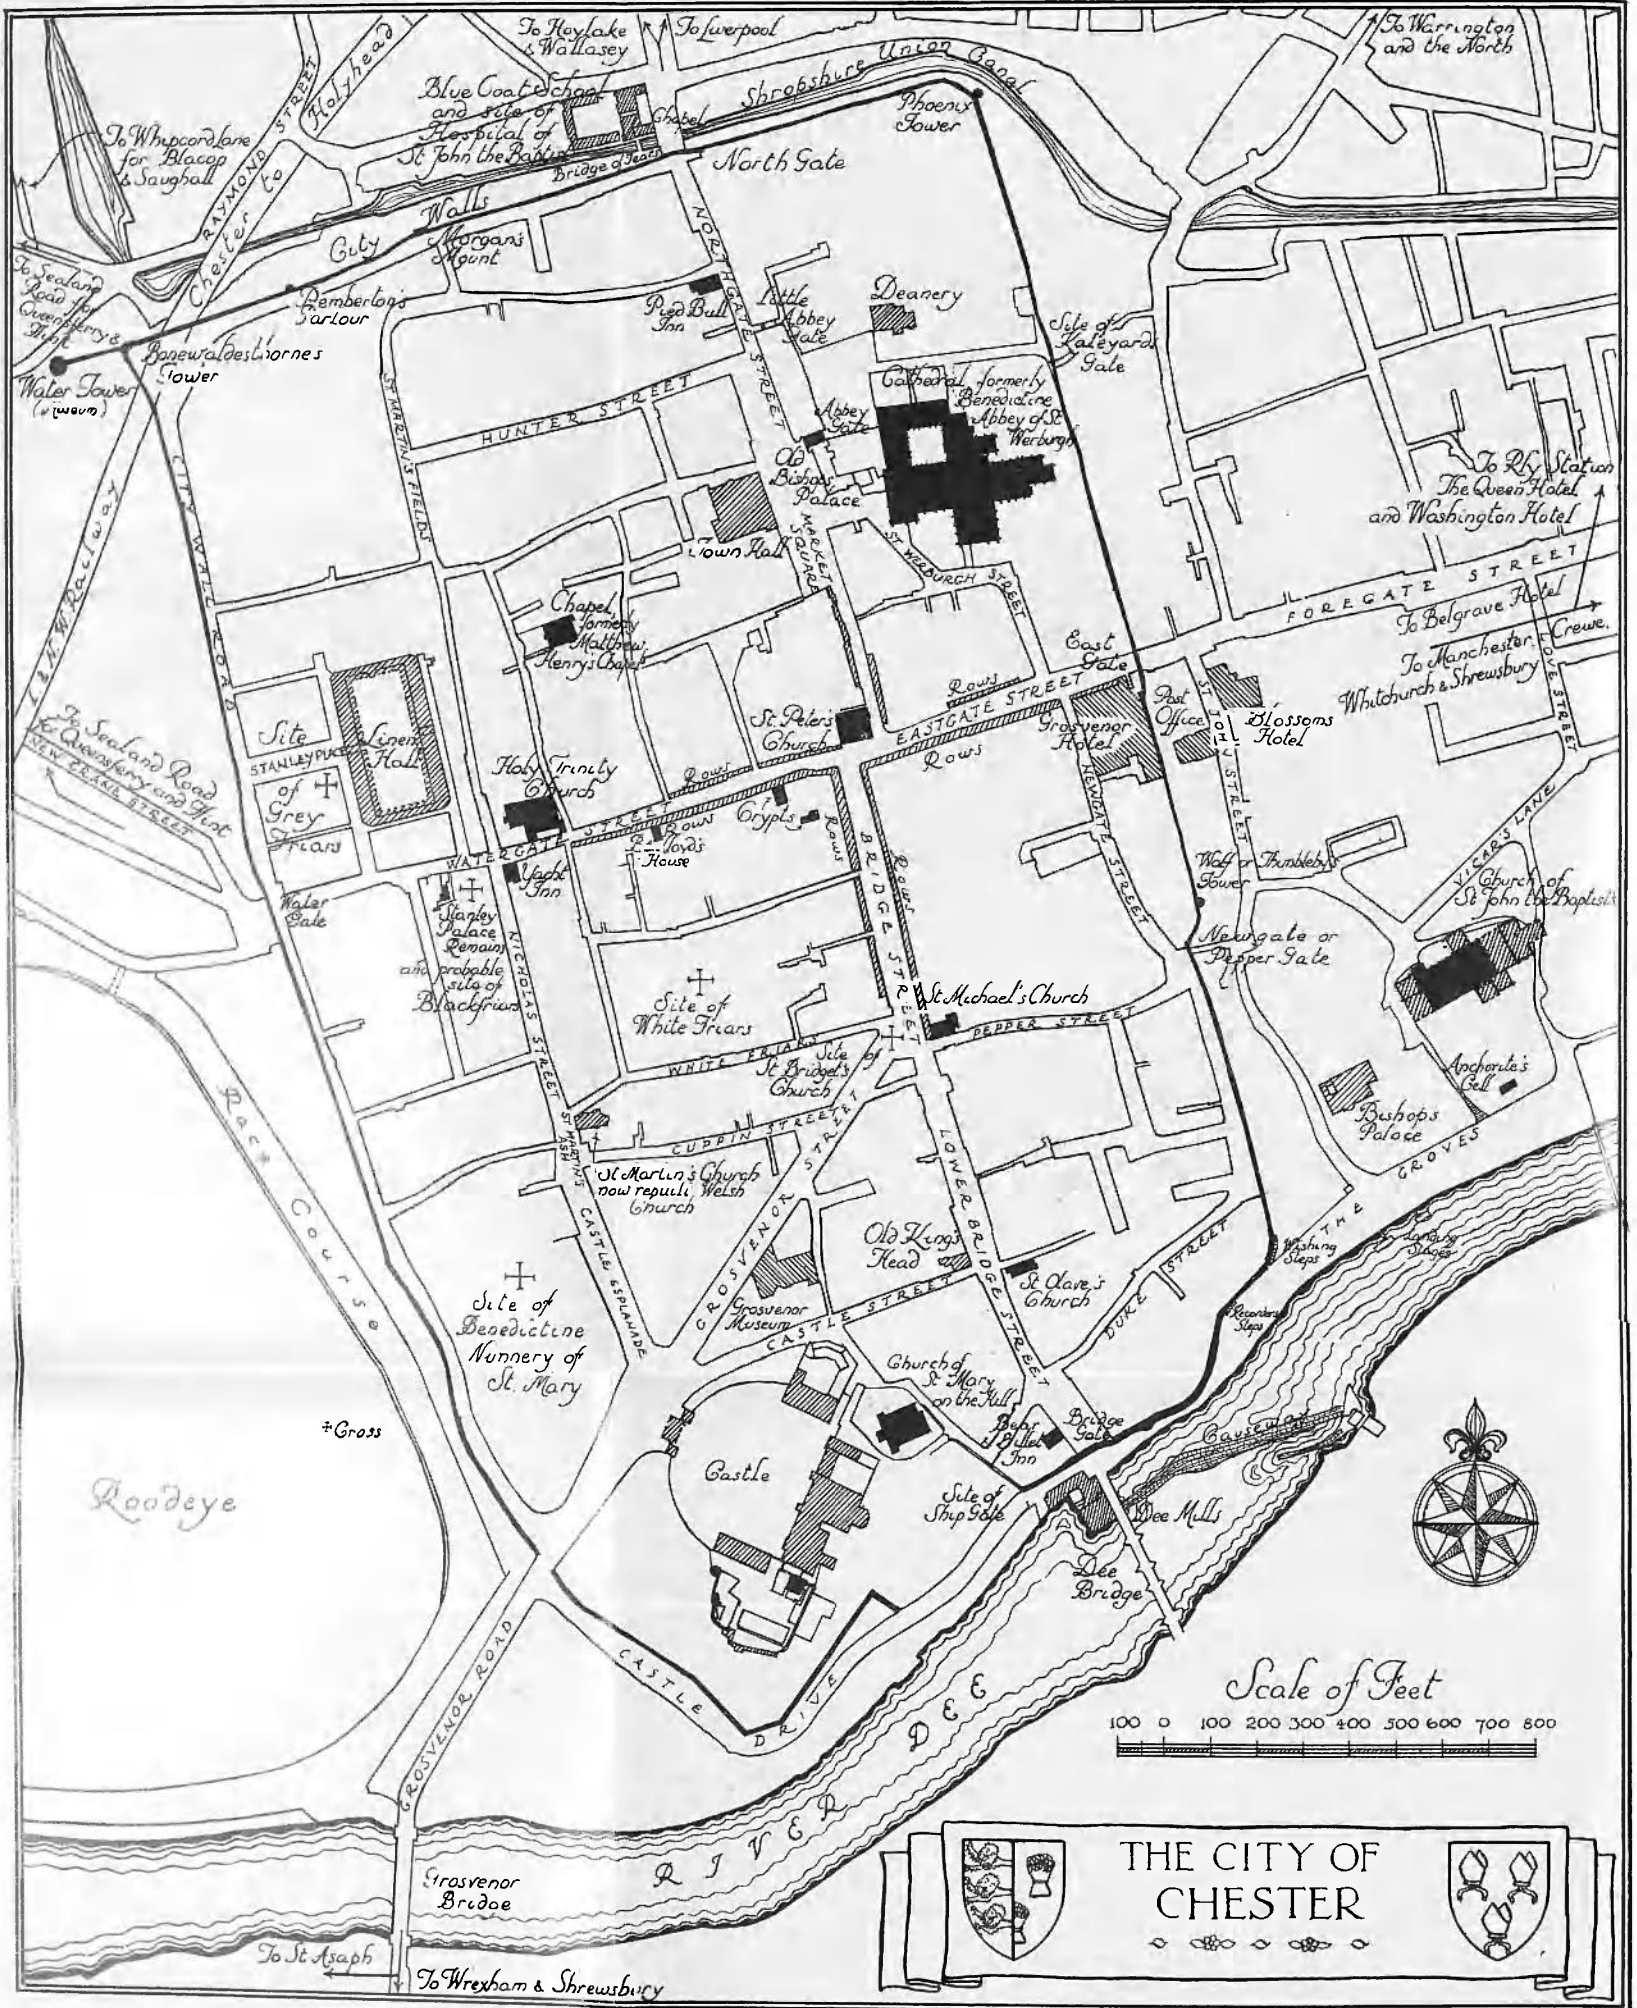 To Hoylake
& Wallasey
To Liverpool
To Warrington
and the North
Shropshire Union Canal
Blue Coat School
and site of
Hospital of
St John the Baptist
Chapel
Phoenix
Tower
RAYMOND STREET
Chester to Holyhead
To Whipcord Lane
for Blacon
& Saughall
Bridge of Tears
North Gate
City Walls
Morgan's
Mount
NORTHGATE STREET
To Sealand
Road for
Queensferry &
Flint
Pemberton's
Parlour
Pied Bull
Inn
Little
Abbey
Gate
Deanery
Site of
Kaleyards
Gate
Bonewaldesthorne's
Tower
Water Tower
ST MARTIN'S FIELDS
HUNTER STREET
Cathedral formerly
Benedictine
Abbey of St
Werburgh
Abbey
Gate
Old
Bishops
Palace
To Rly Station
The Queen Hotel
and Washington Hotel
CITY WALL ROAD
L & N.W. Railway
MARKET
SQUARE
Town Hall
ST WERBURGH STREET
FOREGATE STREET
To Belgrave Hotel
To Manchester, Crewe,
Whitchurch & Shrewsbury
LOVE STREET
Chapel,
formerly
Matthew
Henry's Chapel
East
Gate
Rows
EASTGATE STREET
Rows
Grosvenor
Hotel
Post
Office
ST JOHN STREET
Blossoms
Hotel
St. Peter's
Church
To Sealand Road
for Queensferry and Flint
NEW CRANE STREET
Site
STANLEY PLACE
of
Grey
Friars
Linen
Hall
Holy Trinity
Church
Rows
WATERGATE STREET
Rows
Crypts
House
Rows
BRIDGE STREET
Rows
NEWGATE STREET
VICAR'S LANE
Wolf or Thimbleby's
Tower
Church of
St John the Baptist
Water
Gate
Yacht
Inn
Stanley
Palace
Remains
and probable
site of
Blackfriars
NICHOLAS STREET
Newgate or
Pepper Gate
Site of
White Friars
St Michael's Church
PEPPER STREET
WHITE FRIARS
Site of
St Bridget's
Church
Anchorite's
Cell
Bishops
Palace
Race Course
ST MARTIN'S
ASH
CUPPIN STREET
St Martin's Church
now rebuilt, Welsh
Church
THE GROVES
GROSVENOR STREET
LOWER BRIDGE STREET
CASTLE ESPLANADE
Old King's
Head
Wishing
Steps
Landing
Stages
Site of
Benedictine
Nunnery of
St. Mary
Grosvenor
Museum
CASTLE STREET
St Olave's
Church
DUKE STREET
Recorders
Steps
Church of
St Mary
on the Hill
Cross
Roodeye
Bear
& Billet
Inn
Bridge
Gate
Causeway
Castle
Site of
Ship Gate
Dee Mills
Dee
Bridge
CASTLE DRIVE
GROSVENOR ROAD
RIVER DEE
Scale of Feet
100 0 100 200 300 400 500 600 700 800
Grosvenor
Bridge
To St Asaph
To Wrexham & Shrewsbury
THE CITY OF
CHESTER